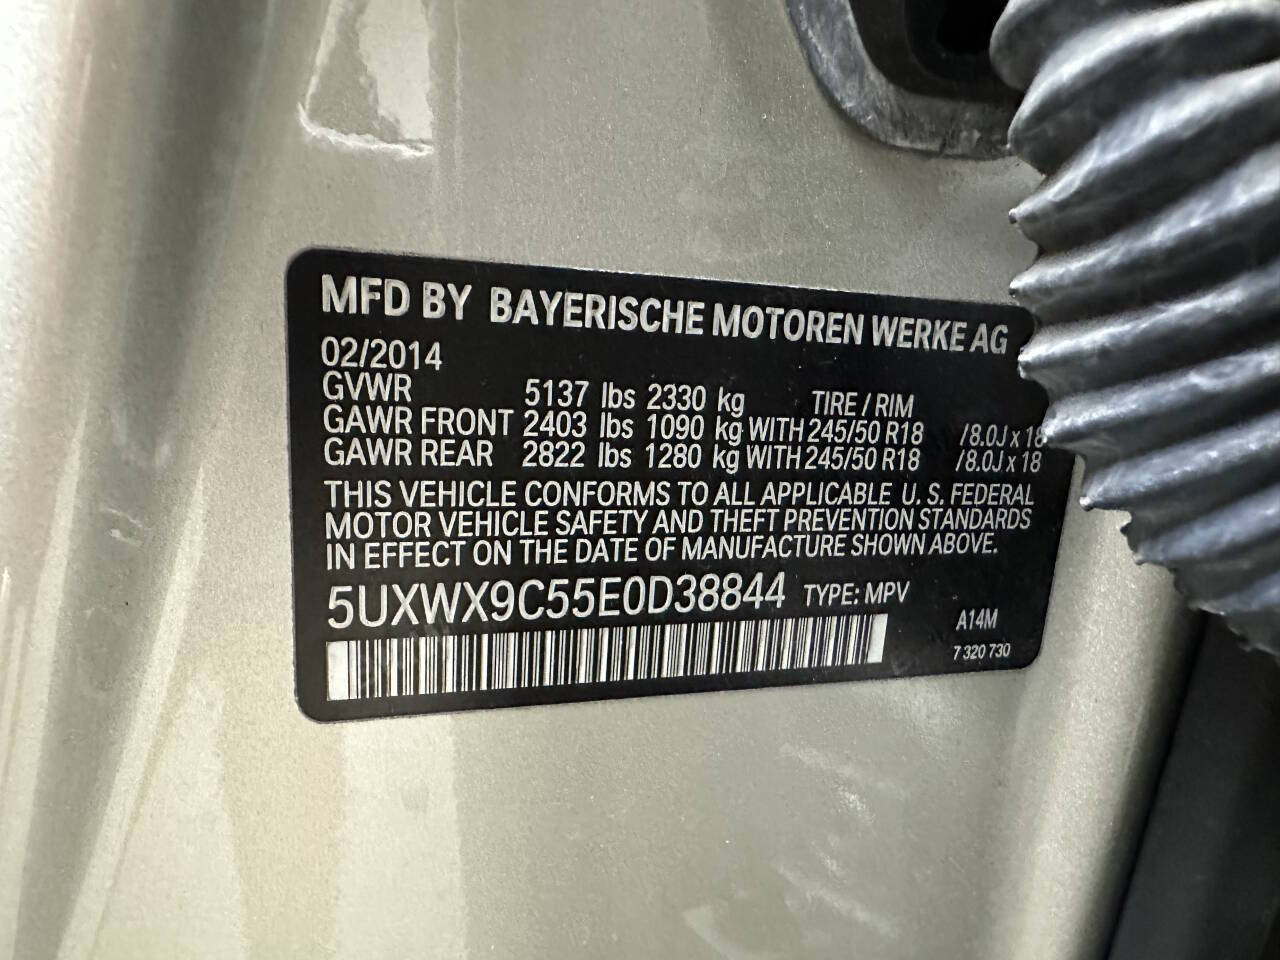 MFD BY BAYERISCHE MOTOREN WERKE AG
02/2014
GVWR 5137 lbs 2330 kg TIRE / RIM
GAWR FRONT 2403 lbs 1090 kg WITH 245/50 R18 /8.0J x 18
GAWR REAR 2822 lbs 1280 kg WITH 245/50 R18 /8.0J x 18
THIS VEHICLE CONFORMS TO ALL APPLICABLE U. S. FEDERAL
MOTOR VEHICLE SAFETY AND THEFT PREVENTION STANDARDS
IN EFFECT ON THE DATE OF MANUFACTURE SHOWN ABOVE.
5UXWX9C55E0D38844 TYPE: MPV
A14M
7 320 730